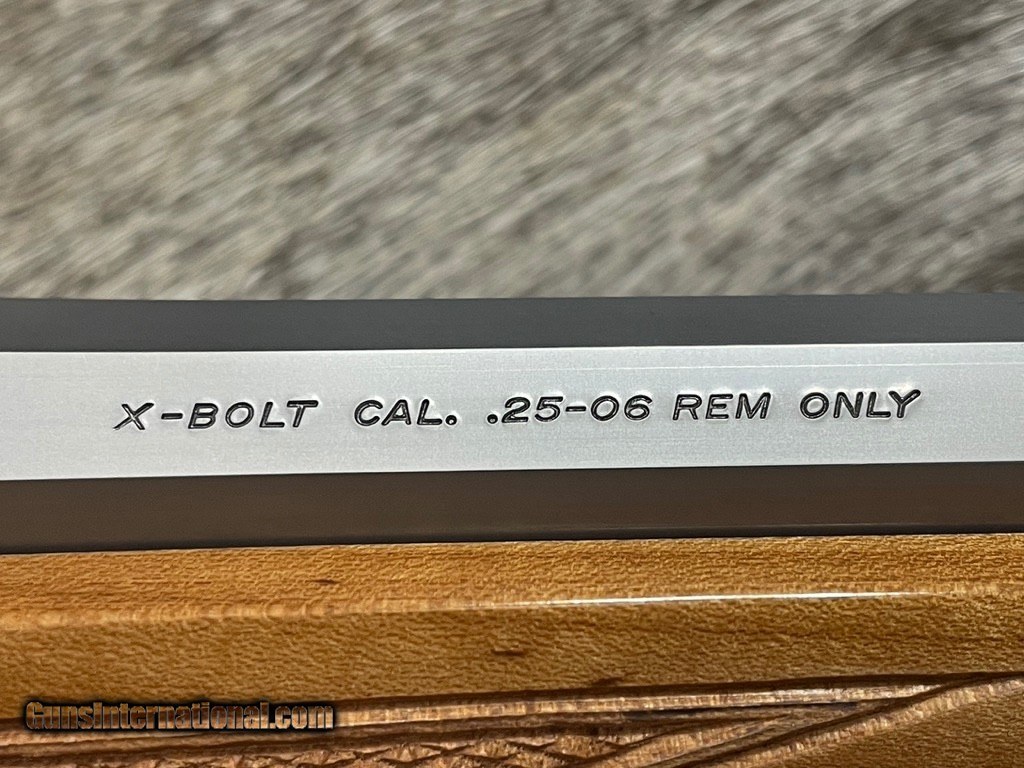 X-BOLT CAL. .25-06 REM ONLY
GunsInternational.com